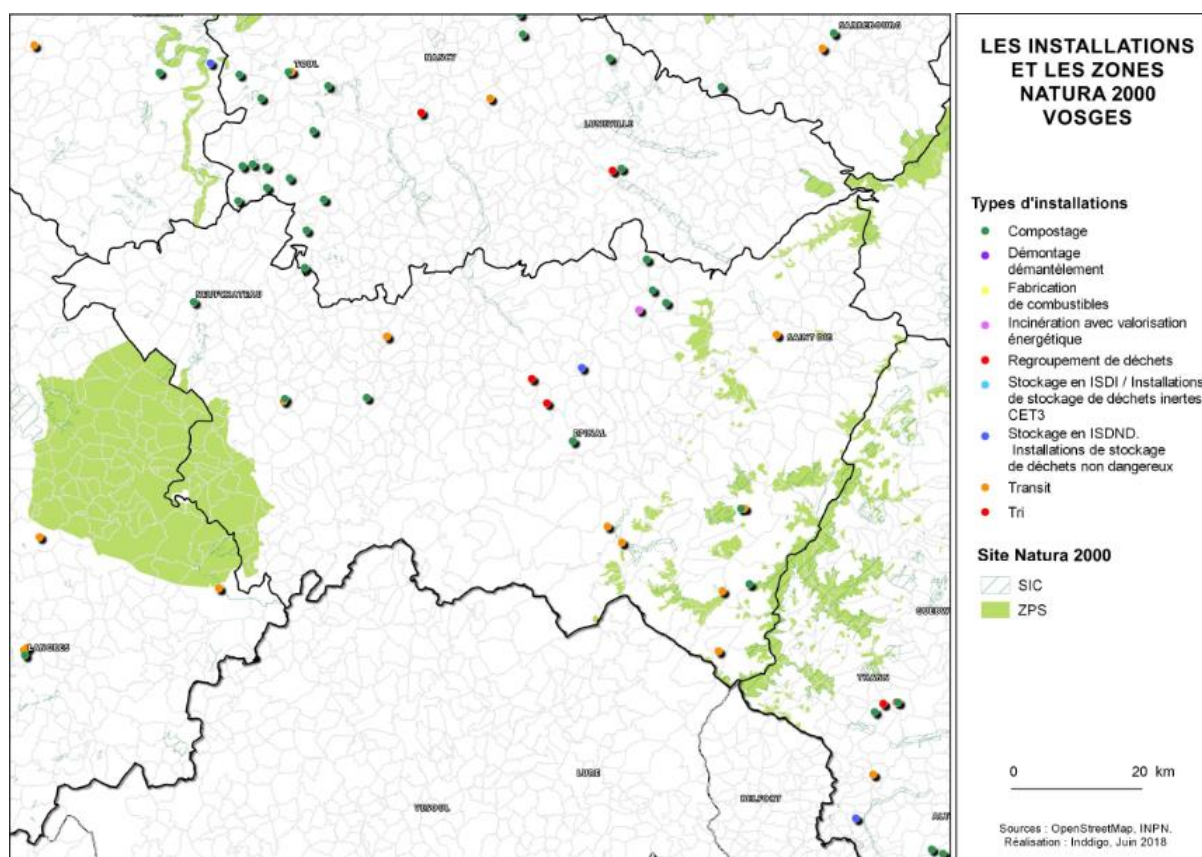 SARREBOURG
TOUL
NANCY
LUNEVILLE
NEUFCHATEAU
SAINT DIE
EPINAL
LANGRES
THANN
LURE
VESOUL
BELFORT
LES INSTALLATIONS
ET LES ZONES
NATURA 2000
VOSGES
Types d'installations
Compostage
Démontage
démantèlement
Fabrication
de combustibles
Incinération avec valorisation
énergétique
Regroupement de déchets
Stockage en ISDI / Installations
de stockage de déchets inertes
CET3
Stockage en ISDND.
Installations de stockage
de déchets non dangereux
Transit
Tri
Site Natura 2000
SIC
ZPS
0 20 km
Sources : OpenStreetMap, INPN.
Réalisation : Inddigo, Juin 2018